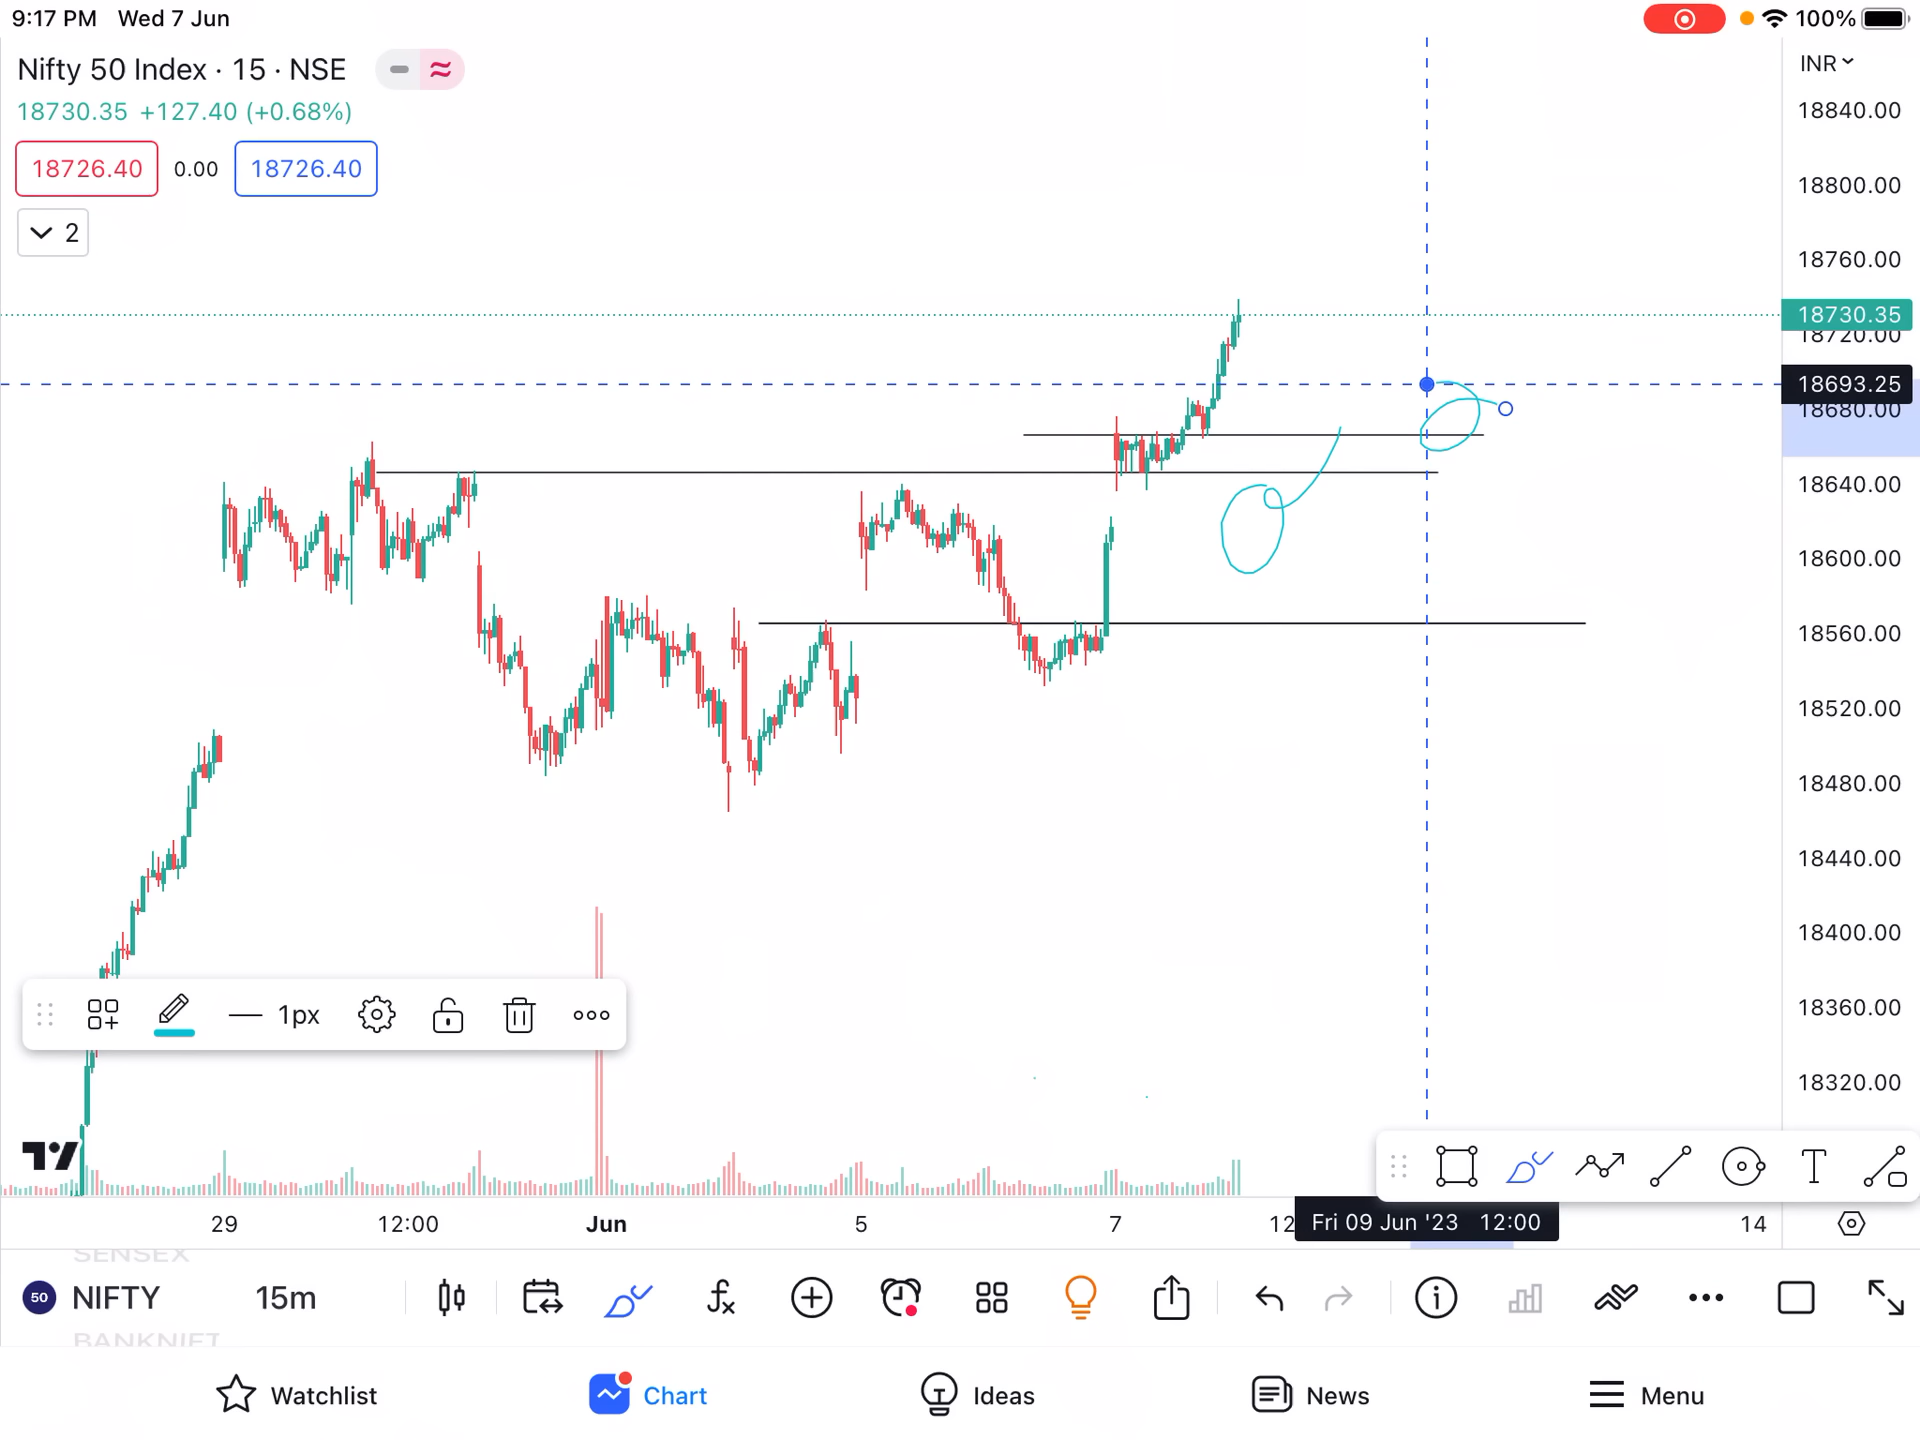 9:17 PM Wed 7 Jun
100%
Nifty 50 Index · 15 · NSE
INR
18730.35 +127.40 (+0.68%)
18726.40 0.00 18726.40
2
18840.00
18800.00
18760.00
18730.35
18720.00
18693.25
18680.00
18640.00
18600.00
18560.00
18520.00
18480.00
18440.00
18400.00
18360.00
18320.00
1px
T
29 12:00 Jun 5 7 12 Fri 09 Jun '23 12:00 14
SENSEX
50 NIFTY 15m
BANKNIFT
Watchlist Chart Ideas News Menu